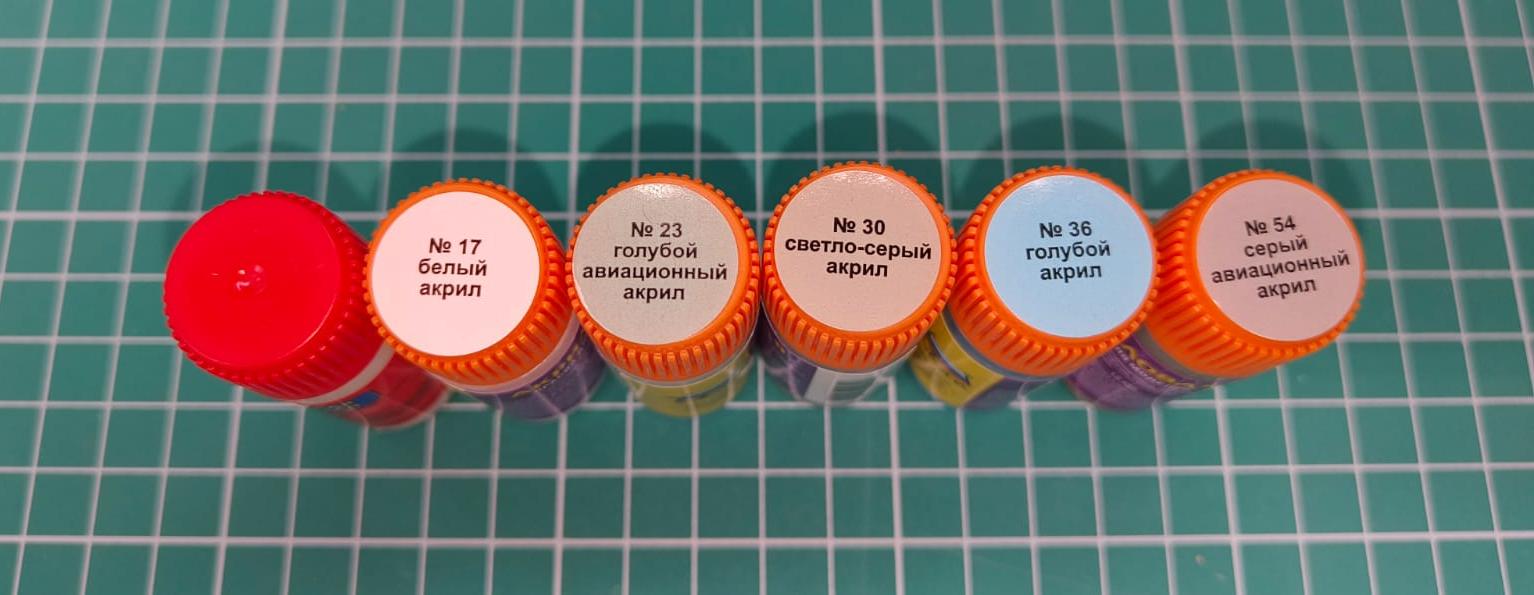 № 17
белый
акрил
№ 23
голубой
авиационный
акрил
№ 30
светло-серый
акрил
№ 36
голубой
акрил
№ 54
серый
авиационный
акрил